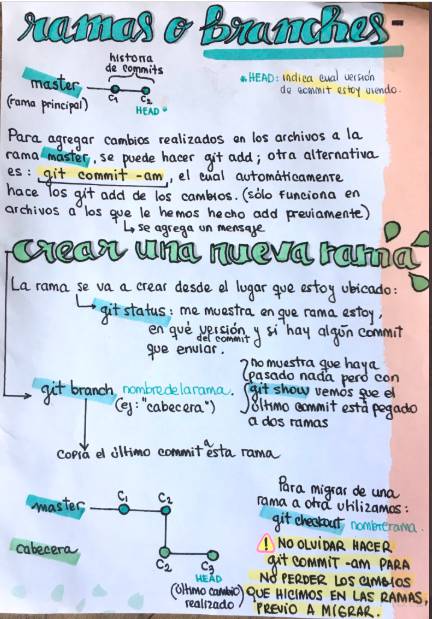 ramas o branches-
historia
de commits
master
(rama principal)
C1 C2
HEAD
* HEAD: indica cual versión
de commit estoy viendo.
Para agregar cambios realizados en los archivos a la
rama master, se puede hacer git add; otra alternativa
es: git commit -am, el cual automáticamente
hace los git add de los cambios. (sólo funciona en
archivos a los que le hemos hecho add previamente)
se agrega un mensaje
crear una nueva rama
La rama se va a crear desde el lugar que estoy ubicado:
git status: me muestra en que rama estoy,
en qué versión y si hay algún commit
del commit
que enviar.
git branch nombredelarama.
(ej: "cabecera")
no muestra que haya
pasado nada pero con
git show vemos que el
último commit está pegado
a dos ramas
copia el último commit a esta rama
master C1 C2
cabecera
C2 C3
HEAD
(último cambio
realizado)
Para migrar de una
rama a otra utilizamos:
git checkout nombrerama.
! NO OLVIDAR HACER
git commit -am PARA
NO PERDER LOS CAMBIOS
QUE HICIMOS EN LAS RAMAS,
PREVIO A MIGRAR.